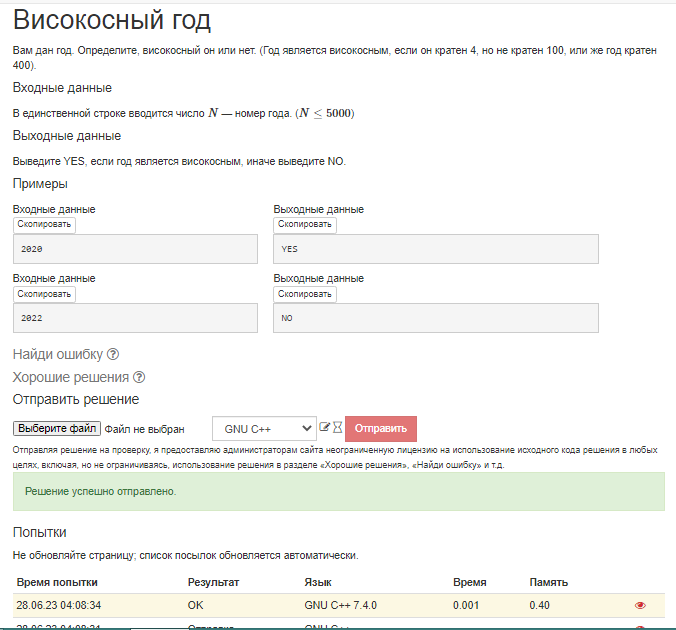 Високосный год
Вам дан год. Определите, високосный он или нет. (Год является високосным, если он кратен 4, но не кратен 100, или же год кратен
400).
Входные данные
В единственной строке вводится число N — номер года. (N ≤ 5000)
Выходные данные
Выведите YES, если год является високосным, иначе выведите NO.
Примеры
Входные данные
Скопировать
2020
Выходные данные
Скопировать
YES
Входные данные
Скопировать
2022
Выходные данные
Скопировать
NO
Найди ошибку
Хорошие решения
Отправить решение
Выберите файл Файл не выбран GNU C++ Отправить
Отправляя решение на проверку, я предоставляю администраторам сайта неограниченную лицензию на использование исходного кода решения в любых
целях, включая, но не ограничиваясь, использование решения в разделе «Хорошие решения», «Найди ошибку» и т.д.
Решение успешно отправлено.
Попытки
Не обновляйте страницу; список посылок обновляется автоматически.
Время попытки Результат Язык Время Память
28.06.23 04:08:34 OK GNU C++ 7.4.0 0.001 0.40